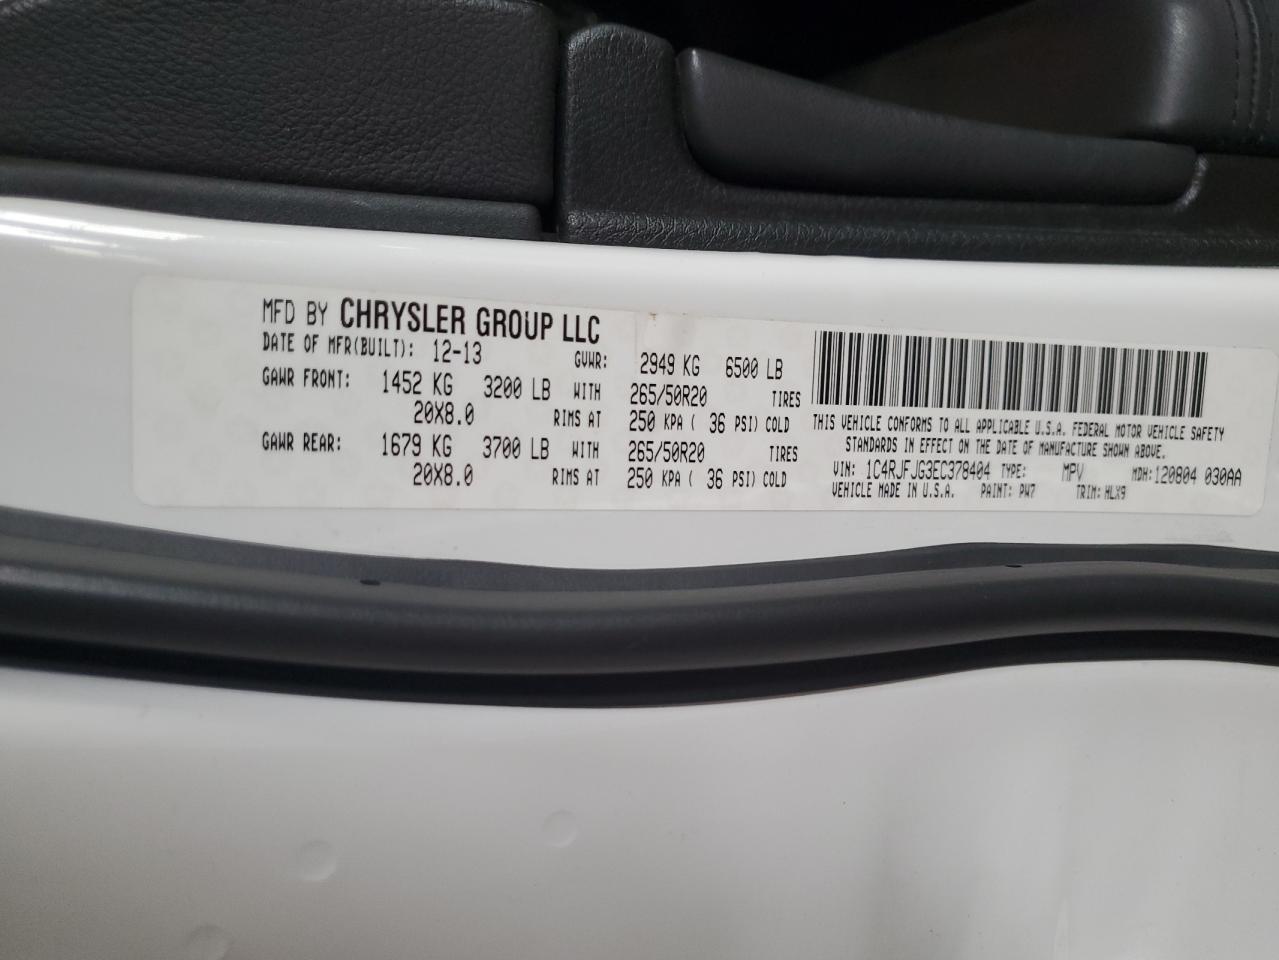 MFD BY CHRYSLER GROUP LLC
DATE OF MFR(BUILT): 12-13 GVWR: 2949 KG 6500 LB
GAWR FRONT: 1452 KG 3200 LB WITH 265/50R20 TIRES
20X8.0 RIMS AT 250 KPA ( 36 PSI) COLD
GAWR REAR: 1679 KG 3700 LB WITH 265/50R20 TIRES
20X8.0 RIMS AT 250 KPA ( 36 PSI) COLD
THIS VEHICLE CONFORMS TO ALL APPLICABLE U.S.A. FEDERAL MOTOR VEHICLE SAFETY
STANDARDS IN EFFECT ON THE DATE OF MANUFACTURE SHOWN ABOVE.
VIN: 1C4RJFJG3EC378404 TYPE: MPV MDH:120804 030AA
VEHICLE MADE IN U.S.A. PAINT: PW7 TRIM: HLX9